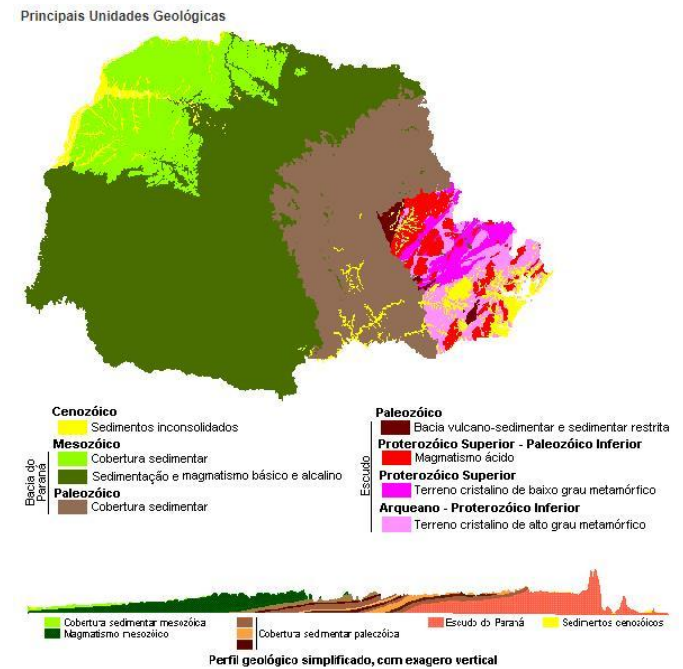 Principais Unidades Geológicas
Cenozóico
Sedimentos inconsolidados
Bacia do Paraná
Mesozóico
Cobertura sedimentar
Sedimentação e magmatismo básico e alcalino
Paleozóico
Cobertura sedimentar
Escudo
Paleozóico
Bacia vulcano-sedimentar e sedimentar restrita
Proterozóico Superior - Paleozóico Inferior
Magmatismo ácido
Proterozóico Superior
Terreno cristalino de baixo grau metamórfico
Arqueano - Proterozóico Inferior
Terreno cristalino de alto grau metamórfico
Cobertura sedimentar mesozóica
Magmatismo mesozóico
Cobertura sedimentar paleozóica
Escudo do Paraná
Sedimentos cenozóicos
Perfil geológico simplificado, com exagero vertical